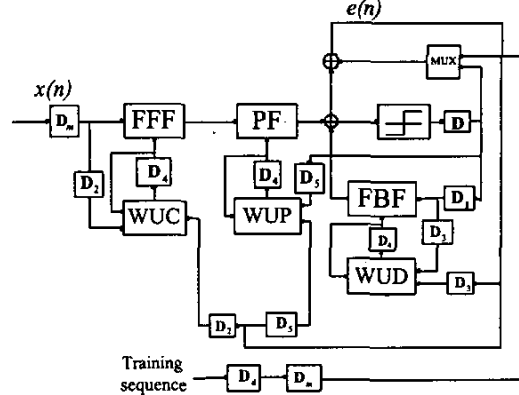 e(n)
MUX
x(n)
Dₘ
FFF
PF
D
D₂
D₄
D₄
D₅
FBF
D₁
WUC
WUP
D₄
D₃
WUD
D₃
D₂
D₅
Training
sequence
D_d
Dₘ